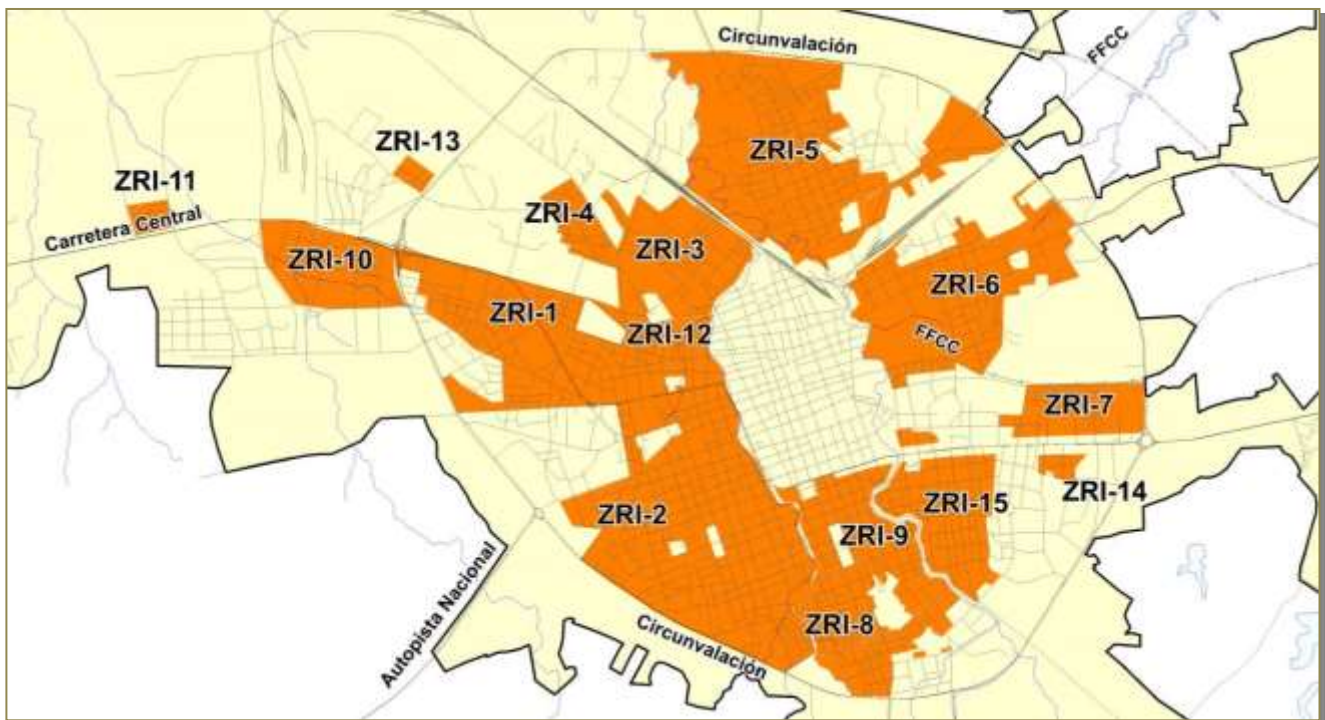 Circunvalación
FFCC
ZRI-13
ZRI-5
ZRI-11
ZRI-4
Carretera Central
ZRI-3
ZRI-10
ZRI-6
ZRI-1
ZRI-12
FFCC
ZRI-7
ZRI-14
ZRI-15
ZRI-2
ZRI-9
Autopista Nacional
ZRI-8
Circunvalación